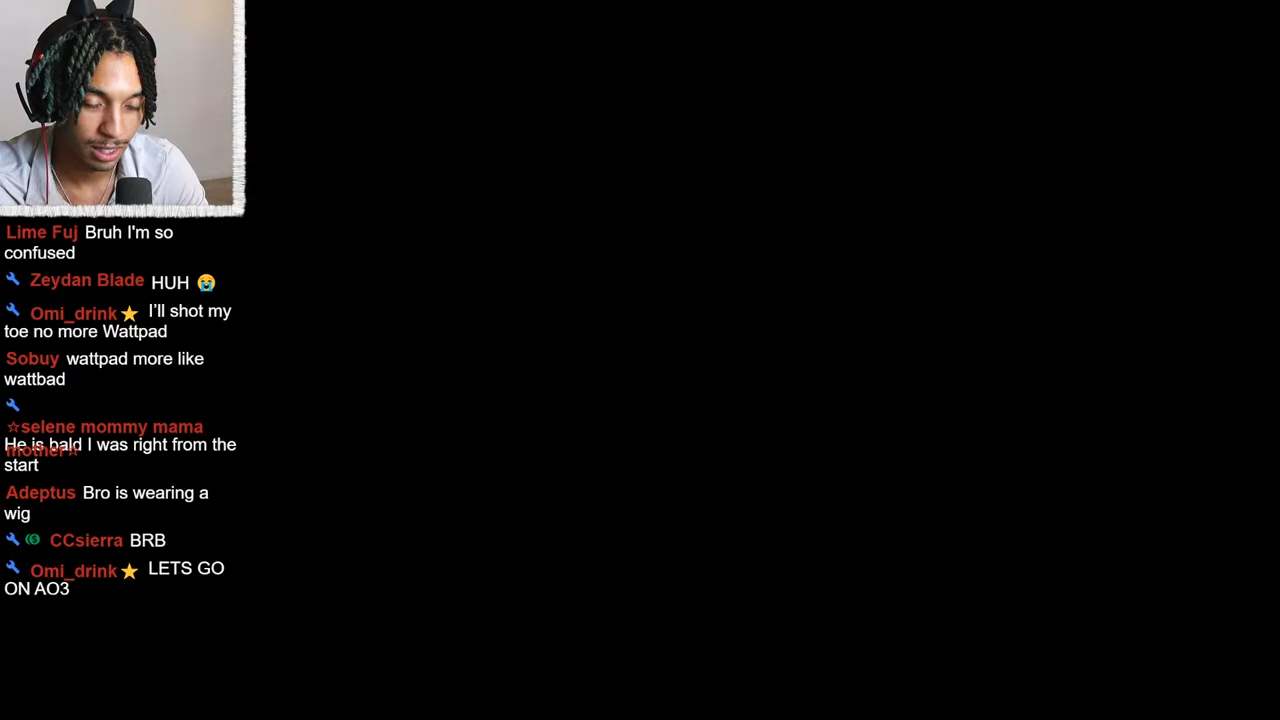 Lime Fuj Bruh I'm so
confused
Zeydan Blade HUH 😭
Omi_drink⭐ I'll shot my
toe no more Wattpad
Sobuy wattpad more like
wattbad
☆selene mommy mama
mother☆
He is bald I was right from the
start
Adeptus Bro is wearing a
wig
CCsierra BRB
Omi_drink⭐ LETS GO
ON AO3